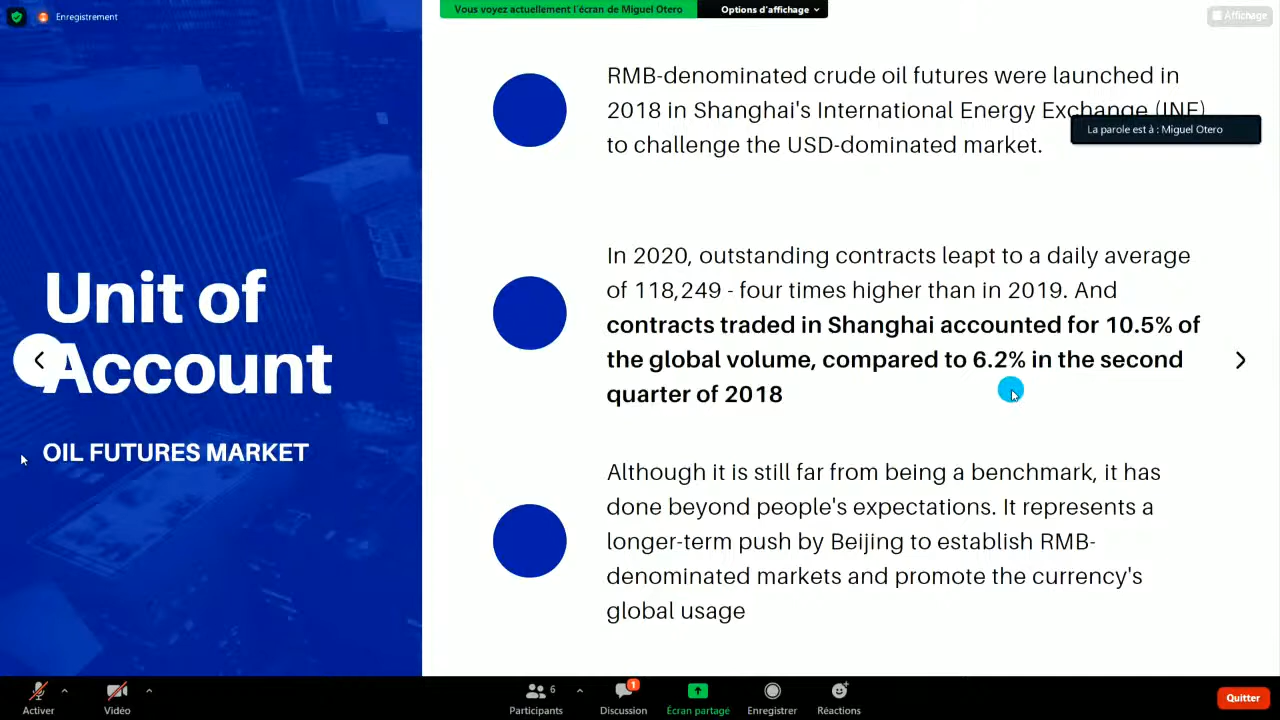 Enregistrement
Vous voyez actuellement l'écran de Miguel Otero
Options d'affichage
Affichage
Unit of
Account
OIL FUTURES MARKET
RMB-denominated crude oil futures were launched in
2018 in Shanghai's International Energy Exchange (INE)
to challenge the USD-dominated market.
La parole est à : Miguel Otero
In 2020, outstanding contracts leapt to a daily average
of 118,249 - four times higher than in 2019. And
contracts traded in Shanghai accounted for 10.5% of
the global volume, compared to 6.2% in the second
quarter of 2018
Although it is still far from being a benchmark, it has
done beyond people's expectations. It represents a
longer-term push by Beijing to establish RMB-
denominated markets and promote the currency's
global usage
Activer
Vidéo
6
Participants
1
Discussion
Écran partagé
Enregistrer
Réactions
Quitter